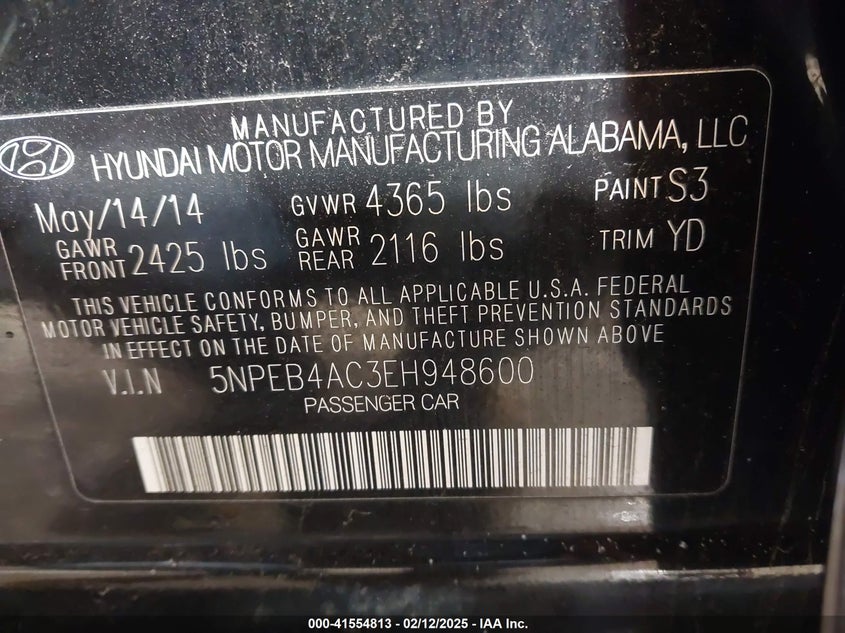 MANUFACTURED BY
HYUNDAI MOTOR MANUFACTURING ALABAMA, LLC
May/14/14 GVWR 4365 lbs PAINT S3
GAWR FRONT 2425 lbs GAWR REAR 2116 lbs TRIM YD
THIS VEHICLE CONFORMS TO ALL APPLICABLE U.S.A. FEDERAL
MOTOR VEHICLE SAFETY, BUMPER, AND THEFT PREVENTION STANDARDS
IN EFFECT ON THE DATE OF MANUFACTURE SHOWN ABOVE
V.I.N 5NPEB4AC3EH948600
PASSENGER CAR
000-41554813 - 02/12/2025 - IAA Inc.